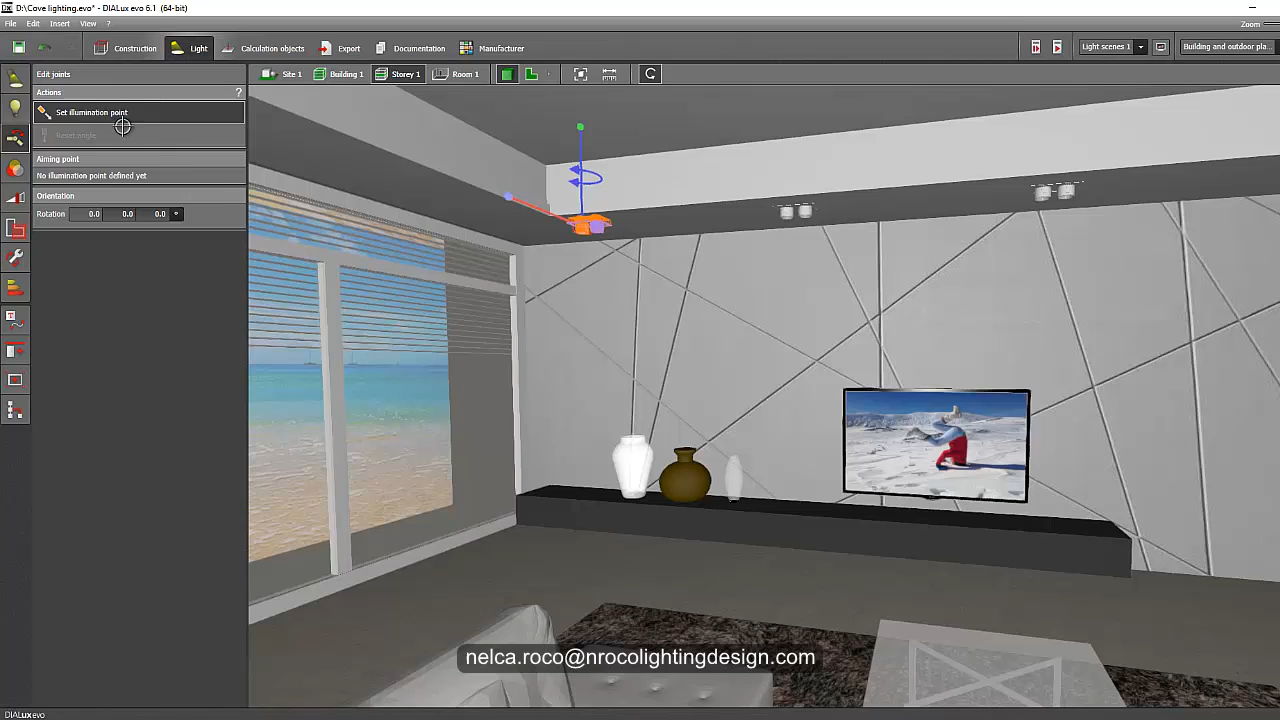 D:\Cove lighting.evo* - DIALux evo 6.1 (64-bit)
File Edit Insert View ?
Zoom
Construction Light Calculation objects Export Documentation Manufacturer
Light scenes 1 Building and outdoor pla...
Edit joints
Site 1 Building 1 Storey 1 Room 1
Actions ?
Set illumination point
Reset angle
Aiming point
No illumination point defined yet
Orientation
Rotation 0.0 0.0 0.0 °
nelca.roco@nrocolightingdesign.com
DIALux evo